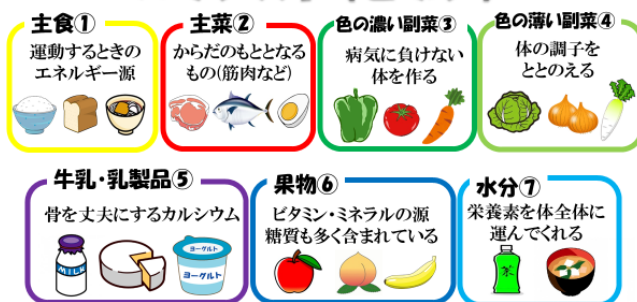 主食①
運動するときの
エネルギー源
主菜②
からだのもととなる
もの(筋肉など)
色の濃い副菜③
病気に負けない
体を作る
色の薄い副菜④
体の調子を
ととのえる
牛乳・乳製品⑤
骨を丈夫にするカルシウム
MILK
ヨーグルト
ヨーグルト
果物⑥
ビタミン・ミネラルの源
糖質も多く含まれている
水分⑦
栄養素を体全体に
運んでくれる
茶